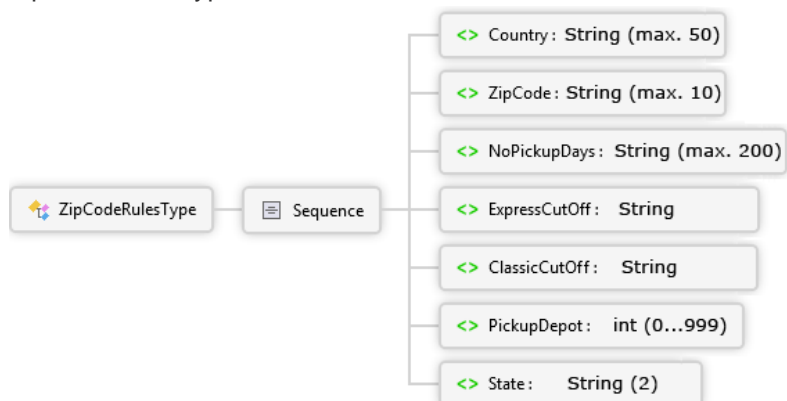 Country: String (max. 50)
ZipCode: String (max. 10)
NoPickupDays: String (max. 200)
ZipCodeRulesType
Sequence
ExpressCutOff: String
ClassicCutOff: String
PickupDepot: int (0...999)
State: String (2)